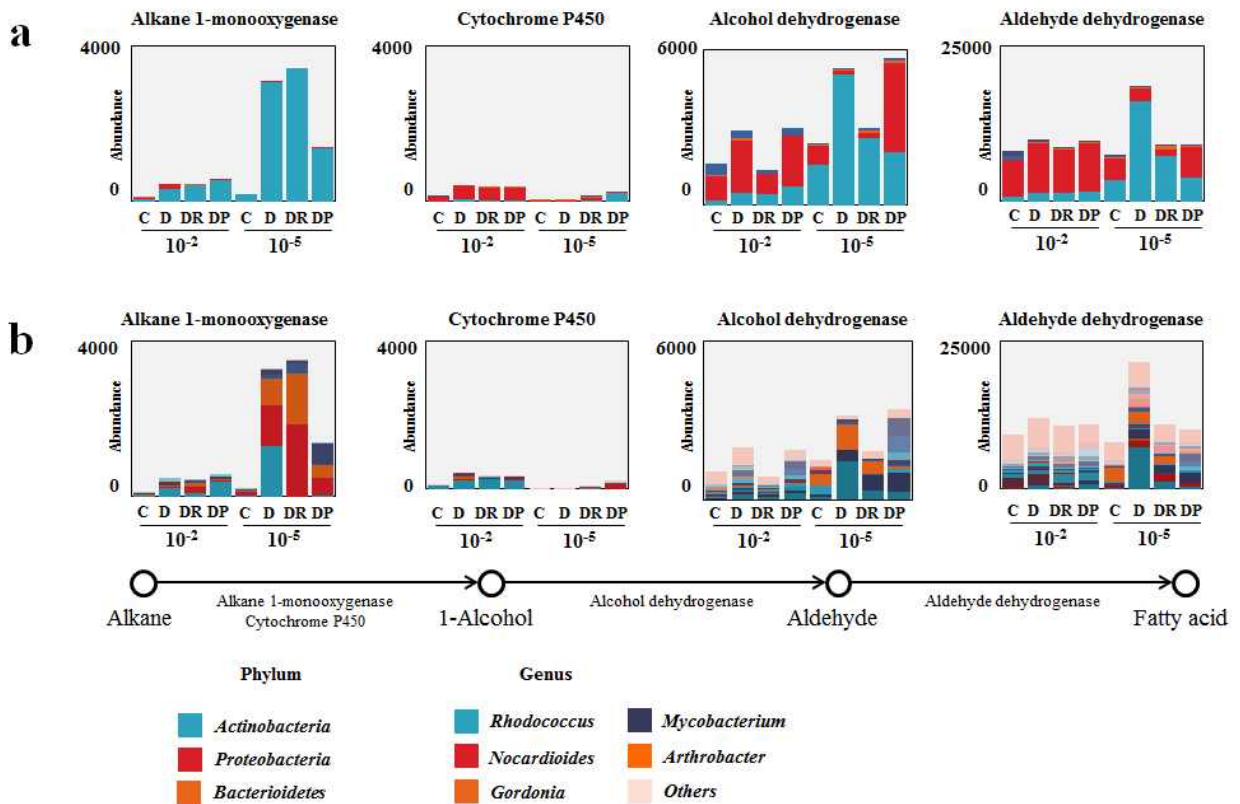 a
Alkane 1-monooxygenase Cytochrome P450 Alcohol dehydrogenase Aldehyde dehydrogenase
4000 4000 6000 25000
Abundance Abundance Abundance Abundance
0 0 0 0
C D DR DP C D DR DP C D DR DP C D DR DP C D DR DP C D DR DP C D DR DP C D DR DP
10-2 10-5 10-2 10-5 10-2 10-5 10-2 10-5
b
Alkane 1-monooxygenase Cytochrome P450 Alcohol dehydrogenase Aldehyde dehydrogenase
4000 4000 6000 25000
Abundance Abundance Abundance Abundance
0 0 0 0
C D DR DP C D DR DP C D DR DP C D DR DP C D DR DP C D DR DP C D DR DP C D DR DP
10-2 10-5 10-2 10-5 10-2 10-5 10-2 10-5
Alkane 1-monooxygenase Alcohol dehydrogenase Aldehyde dehydrogenase
Cytochrome P450
Alkane 1-Alcohol Aldehyde Fatty acid
Phylum Genus
Actinobacteria Rhodococcus Mycobacterium
Proteobacteria Nocardioides Arthrobacter
Bacterioidetes Gordonia Others